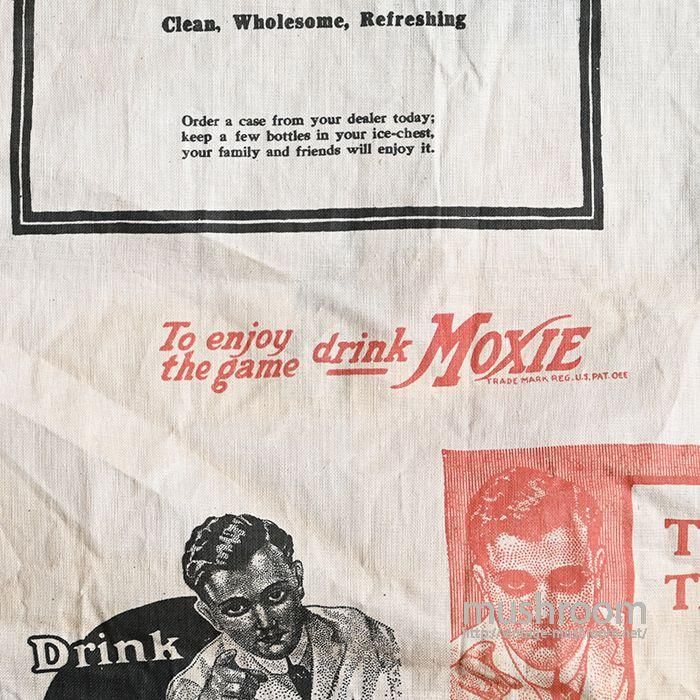 Clean, Wholesome, Refreshing
Order a case from your dealer today;
keep a few bottles in your ice-chest,
your family and friends will enjoy it.
To enjoy
the game drink MOXIE
TRADE MARK REG. U.S. PAT. OFF.
Drink
T
T
mushroom